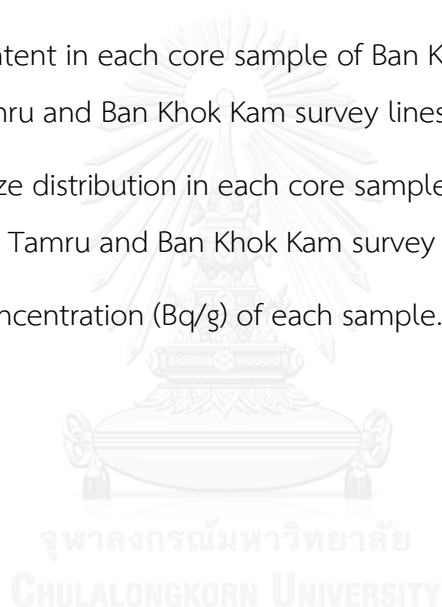 ntent in each core sample of Ban K
nru and Ban Khok Kam survey lines
ze distribution in each core sample
Tamru and Ban Khok Kam survey
ncentration (Bq/g) of each sample.
จุฬาลงกรณ์มหาวิทยาลัย
CHULALONGKORN UNIVERSITY